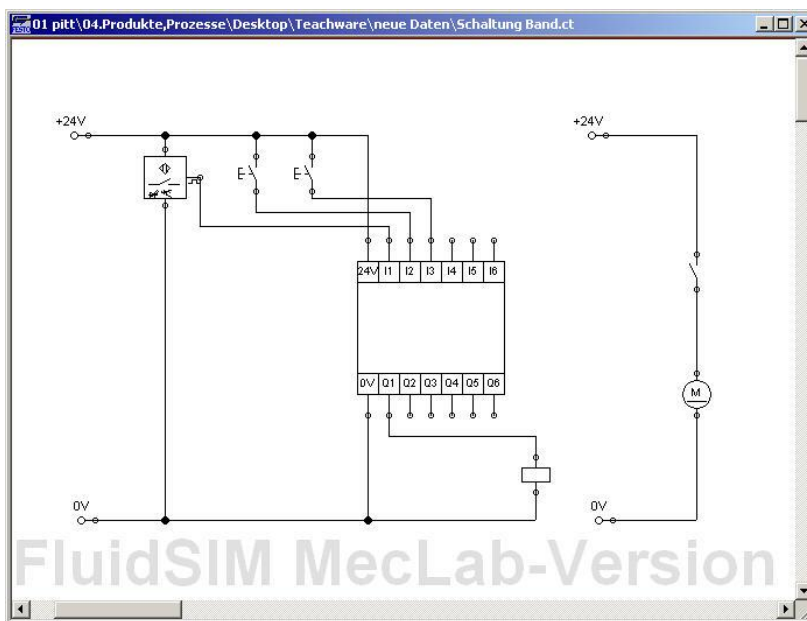 01 pitt\04.Produkte,Prozesse\Desktop\Teachware\neue Daten\Schaltung Band.ct
+24V
+24V
24V I1 I2 I3 I4 I5 I6
0V Q1 Q2 Q3 Q4 Q5 Q6
M
0V
0V
FluidSIM MecLab-Version